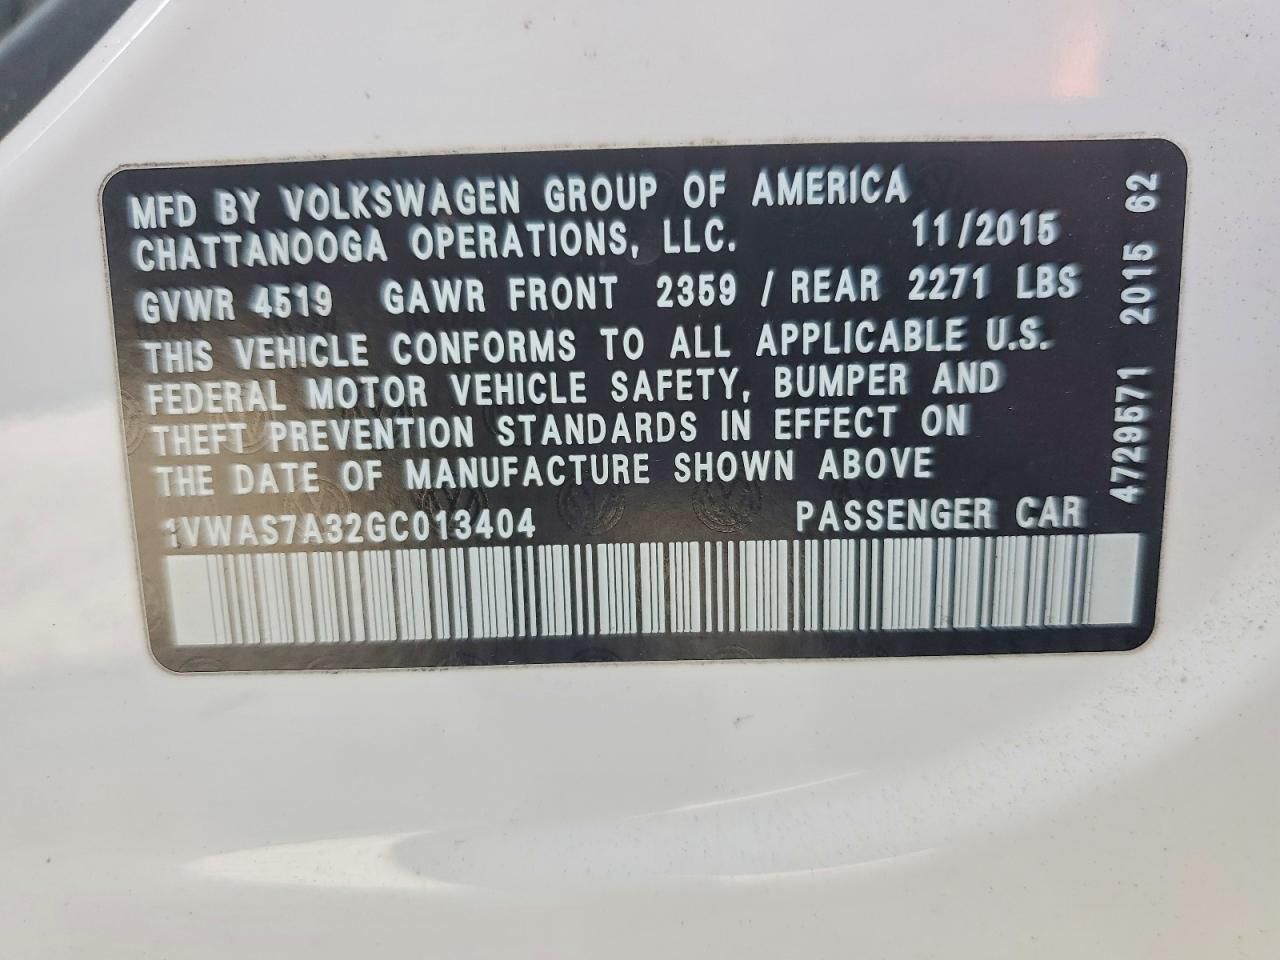 MFD BY VOLKSWAGEN GROUP OF AMERICA
CHATTANOOGA OPERATIONS, LLC. 11/2015
GVWR 4519 GAWR FRONT 2359 / REAR 2271 LBS
THIS VEHICLE CONFORMS TO ALL APPLICABLE U.S.
FEDERAL MOTOR VEHICLE SAFETY, BUMPER AND
THEFT PREVENTION STANDARDS IN EFFECT ON
THE DATE OF MANUFACTURE SHOWN ABOVE
1VWAS7A32GC013404 PASSENGER CAR
4729571 2015 62